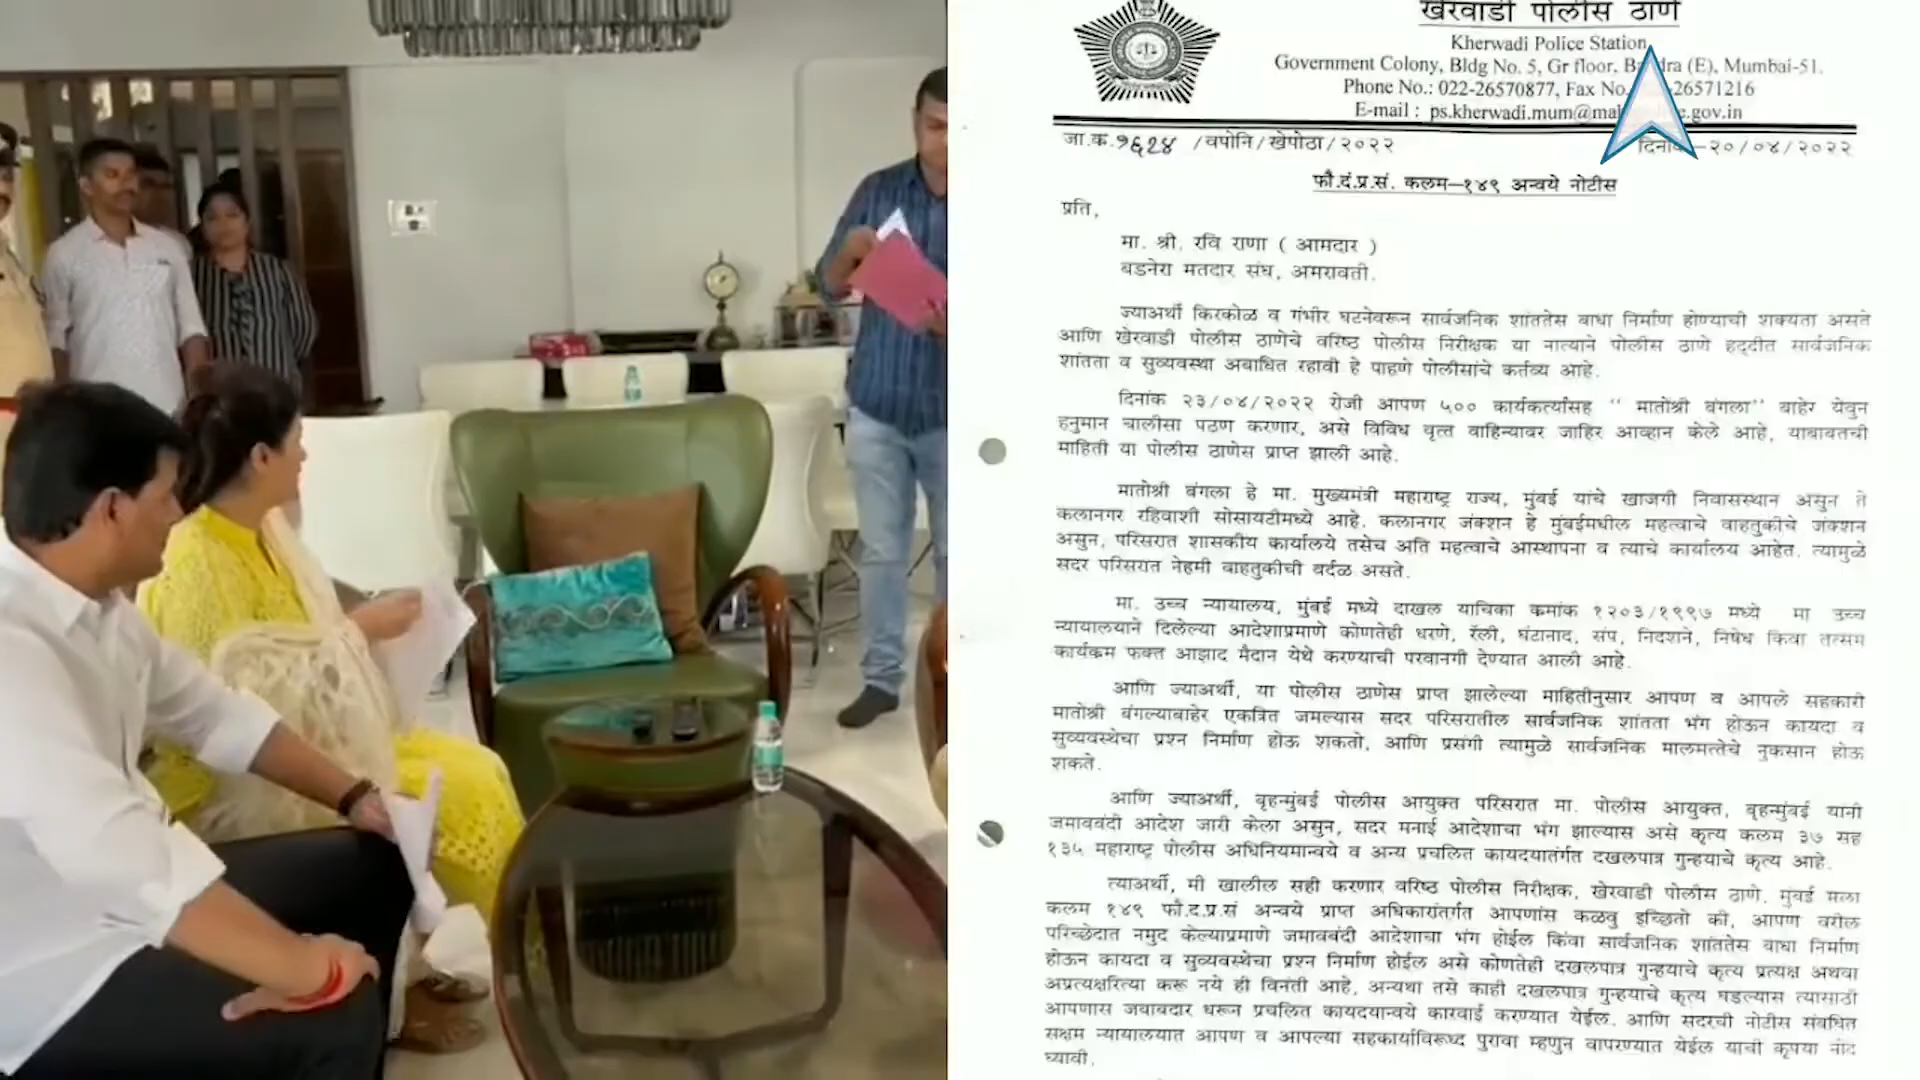 खेरवाडी पोलीस ठाणे
Kherwadi Police Station
Government Colony, Bldg No. 5, Gr floor, (E), Mumbai-51.
Phone No.: 022-26570877, Fax No. 26571216
E-mail : .gov.in
जा.क.१६२४ /वपोनि/खेपोठा/२०२२
२०/०४/२०२२
फौ.दं.प्र.सं. कलम–१४९ अन्वये नोटीस
प्रति,
मा. श्री. रवि राणा ( आमदार )
बडनेरा मतदार संघ, अमरावती.
ज्याअर्थी किरकोळ व गंभीर घटनेवरून सार्वजनिक शांततेस बाधा निर्माण होण्याची शक्यता असते
आणि खेरवाडी पोलीस ठाणेचे वरिष्ठ पोलीस निरीक्षक या नात्याने पोलीस ठाणे हद्दीत सार्वजनिक
शांतता व सुव्यवस्था अबाधित रहावी हे पाहणे पोलीसांचे कर्तव्य आहे.
दिनांक २३/०४/२०२२ रोजी आपण ५०० कार्यकर्त्यांसह '' मातोश्री बंगला'' बाहेर येवुन
हनुमान चालीसा पठण करणार, असे विविध वृत्त वाहिन्यावर जाहिर आव्हान केले आहे, याबाबतची
माहिती या पोलीस ठाणेस प्राप्त झाली आहे.
मातोश्री बंगला हे मा. मुख्यमंत्री महाराष्ट्र राज्य, मुंबई यांचे खाजगी निवासस्थान असुन ते
कलानगर रहिवाशी सोसायटीमध्ये आहे. कलानगर जंक्शन हे मुंबईमधील महत्वाचे वाहतुकीचे जंक्शन
असुन, परिसरात शासकीय कार्यालये तसेच अति महत्वाचे आस्थापना व त्याचे कार्यालय आहेत. त्यामुळे
सदर परिसरात नेहमी वाहतुकीची वर्दळ असते.
मा. उच्च न्यायालय, मुंबई मध्ये दाखल याचिका क्रमांक १२०३/१९९७ मध्ये मा उच्च
न्यायालयाने दिलेल्या आदेशाप्रमाणे कोणतेही धरणे, रॅली, घंटानाद, संप, निदशने, निषेध किंवा तत्सम
कार्यक्रम फक्त आझाद मैदान येथे करण्याची परवानगी देण्यात आली आहे.
आणि ज्याअर्थी, या पोलीस ठाणेस प्राप्त झालेल्या माहितीनुसार आपण व आपले सहकारी
मातोश्री बंगल्याबाहेर एकत्रित जमल्यास सदर परिसरातील सार्वजनिक शांतता भंग होऊन कायदा व
सुव्यवस्थेचा प्रश्न निर्माण होऊ शकतो, आणि प्रसंगी त्यामुळे सार्वजनिक मालमत्तेचे नुकसान होऊ
शकते.
आणि ज्याअर्थी, बृहन्मुंबई पोलीस आयुक्त परिसरात मा. पोलीस आयुक्त, बृहन्मुंबई यांनी
जमावबंदी आदेश जारी केला असुन, सदर मनाई आदेशाचा भंग झाल्यास असे कृत्य कलम ३७ सह
१३५ महाराष्ट्र पोलीस अधिनियमान्वये व अन्य प्रचलित कायदयातंर्गत दखलपात्र गुन्हयाचे कृत्य आहे.
त्याअर्थी, मी खालील सही करणार वरिष्ठ पोलीस निरीक्षक, खेरवाडी पोलीस ठाणे. मुंबई मला
कलम १४९ फौ.द.प्र.सं अन्वये प्राप्त अधिकारांतर्गत आपणांस कळवु इच्छितो की, आपण वरील
परिच्छेदात नमुद केल्याप्रमाणे जमावबंदी आदेशाचा भंग होईल किंवा सार्वजनिक शांततेस बाधा निर्माण
होऊन कायदा व सुव्यवस्थेचा प्रश्न निर्माण होईल असे कोणतेही दखलपात्र गुन्हयाचे कृत्य प्रत्यक्ष अथवा
अप्रत्यक्षरित्या करू नये ही विनंती आहे, अन्यथा तसे काही दखलपात्र गुन्हयाचे कृत्य घडल्यास त्यासाठी
आपणास जवाबदार धरून प्रचलित कायदयान्वये कारवाई करण्यात येईल. आणि सदरची नोटीस संबधित
सक्षम न्यायालयात आपण व आपल्या सहकार्याविरूध्द पुरावा म्हणुन वापरण्यात येईल याची कृपया नोंद
घ्यावी.